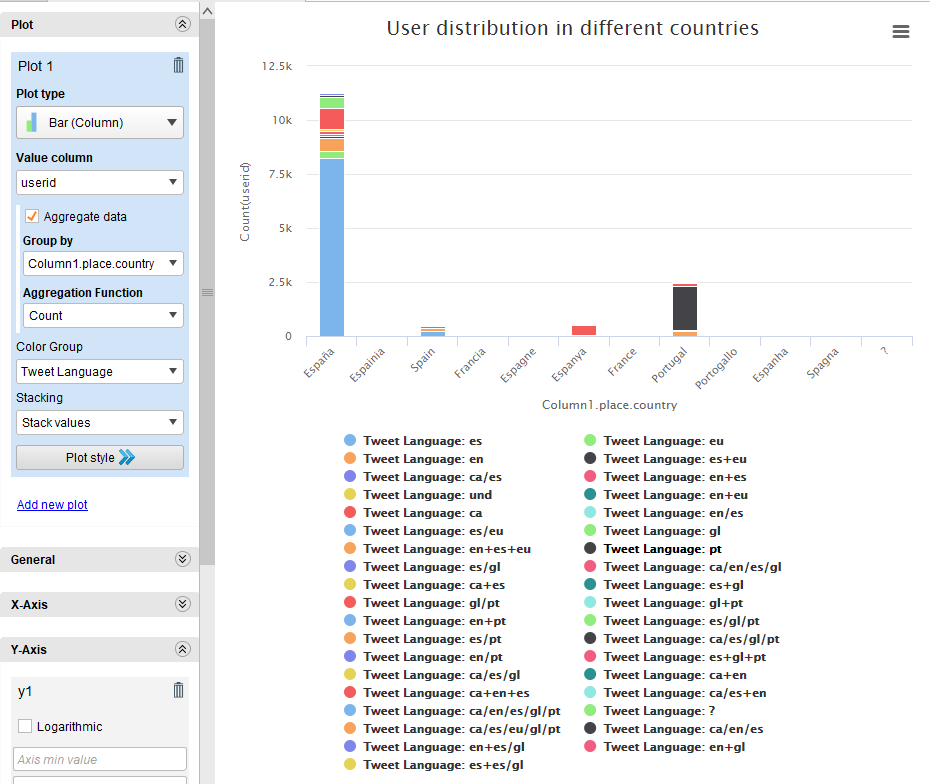 Plot
Plot 1
Plot type
Bar (Column)
Value column
userid
Aggregate data
Group by
Column1.place.country
Aggregation Function
Count
Color Group
Tweet Language
Stacking
Stack values
Plot style
Add new plot
General
X-Axis
Y-Axis
y1
Logarithmic
Axis min value
User distribution in different countries
Count(userid)
12.5k
10k
7.5k
5k
2.5k
0
España
Espainia
Spain
Francia
Espagne
Espanya
France
Portugal
Portogallo
Espanha
Spagna
?
Column1.place.country
Tweet Language: es
Tweet Language: en
Tweet Language: ca/es
Tweet Language: und
Tweet Language: ca
Tweet Language: es/eu
Tweet Language: en+es+eu
Tweet Language: es/gl
Tweet Language: ca+es
Tweet Language: gl/pt
Tweet Language: en+pt
Tweet Language: es/pt
Tweet Language: en/pt
Tweet Language: ca/es/gl
Tweet Language: ca+en+es
Tweet Language: ca/en/es/gl/pt
Tweet Language: ca/es/eu/gl/pt
Tweet Language: en+es/gl
Tweet Language: es+es/gl
Tweet Language: eu
Tweet Language: es+eu
Tweet Language: en+es
Tweet Language: en+eu
Tweet Language: en/es
Tweet Language: gl
Tweet Language: pt
Tweet Language: ca/en/es/gl
Tweet Language: es+gl
Tweet Language: gl+pt
Tweet Language: es/gl/pt
Tweet Language: ca/es/gl/pt
Tweet Language: es+gl+pt
Tweet Language: ca+en
Tweet Language: ca/es+en
Tweet Language: ?
Tweet Language: ca/en/es
Tweet Language: en+gl